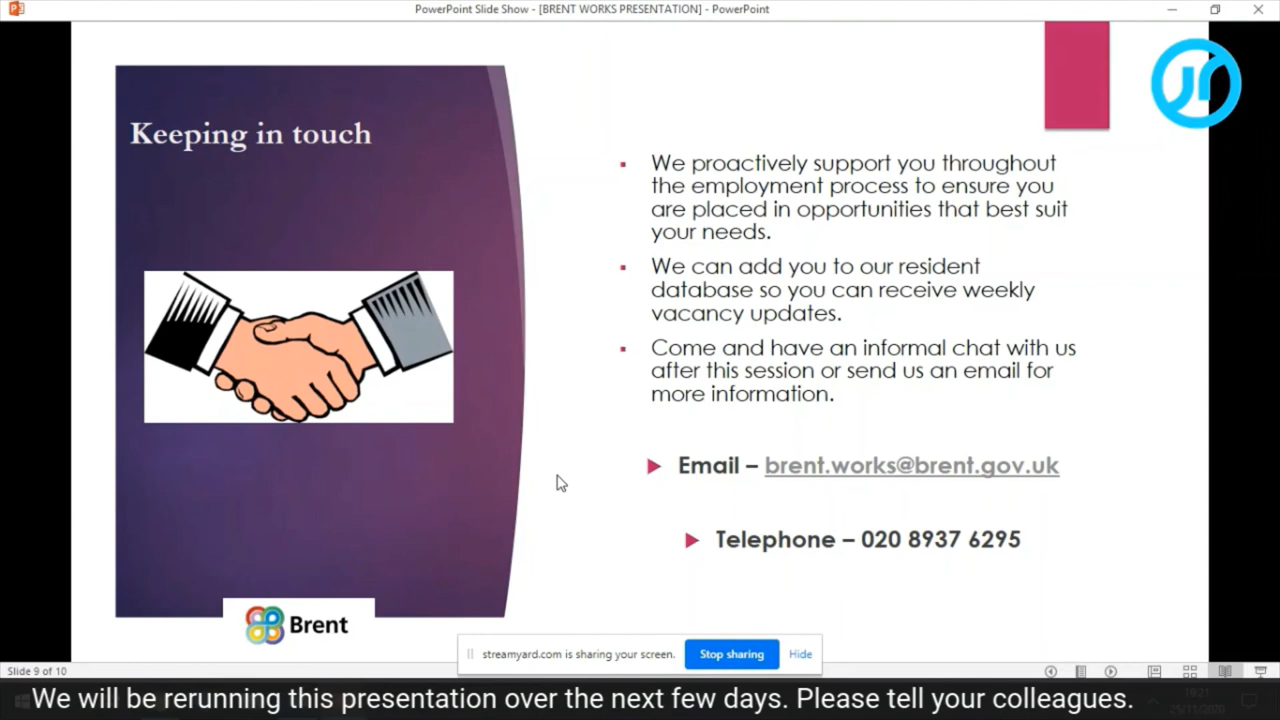 PowerPoint Slide Show - [BRENT WORKS PRESENTATION] - PowerPoint
Keeping in touch
We proactively support you throughout
the employment process to ensure you
are placed in opportunities that best suit
your needs.
We can add you to our resident
database so you can receive weekly
vacancy updates.
Come and have an informal chat with us
after this session or send us an email for
more information.
Email – brent.works@brent.gov.uk
Telephone – 020 8937 6295
Brent
streamyard.com is sharing your screen.
Stop sharing
Hide
Slide 9 of 10
We will be rerunning this presentation over the next few days. Please tell your colleagues.
19:21
25/11/2020